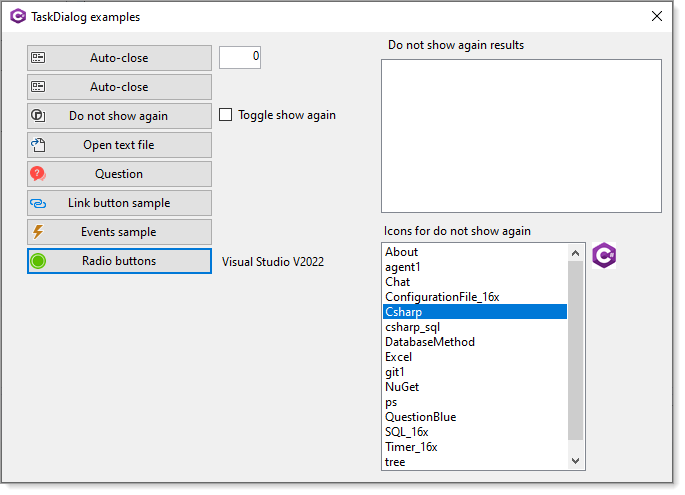 TaskDialog examples
Auto-close
0
Auto-close
Do not show again
Toggle show again
Open text file
Question
Link button sample
Events sample
Radio buttons
Visual Studio V2022
Do not show again results
Icons for do not show again
About
agent1
Chat
ConfigurationFile_16x
Csharp
csharp_sql
DatabaseMethod
Excel
git1
NuGet
ps
QuestionBlue
SQL_16x
Timer_16x
tree